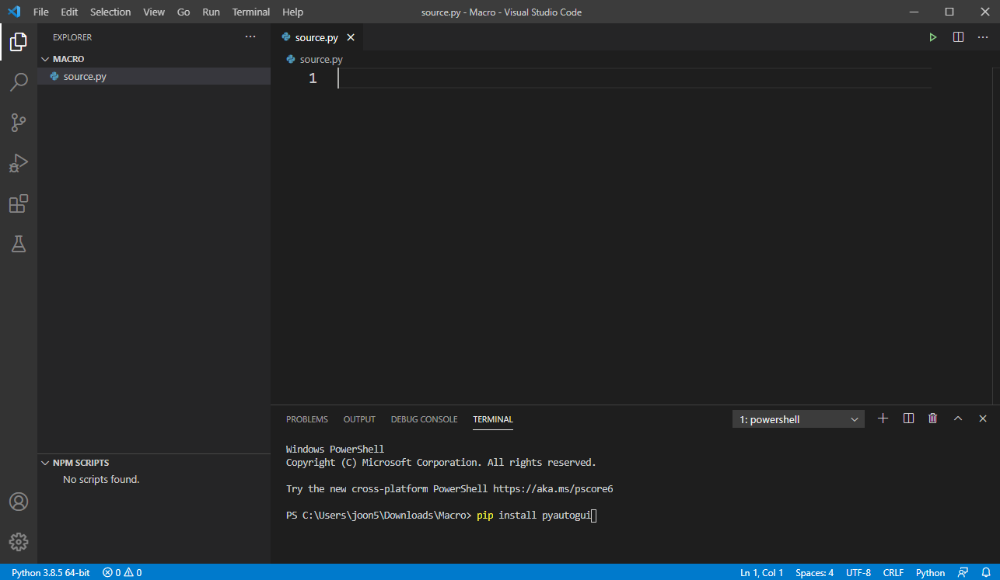 File Edit Selection View Go Run Terminal Help source.py - Macro - Visual Studio Code
EXPLORER
MACRO
source.py
NPM SCRIPTS
No scripts found.
source.py
source.py
1
PROBLEMS OUTPUT DEBUG CONSOLE TERMINAL 1: powershell
Windows PowerShell
Copyright (C) Microsoft Corporation. All rights reserved.
Try the new cross-platform PowerShell https://aka.ms/pscore6
PS C:\Users\joon5\Downloads\Macro> pip install pyautogui
Python 3.8.5 64-bit 0 0 Ln 1, Col 1 Spaces: 4 UTF-8 CRLF Python